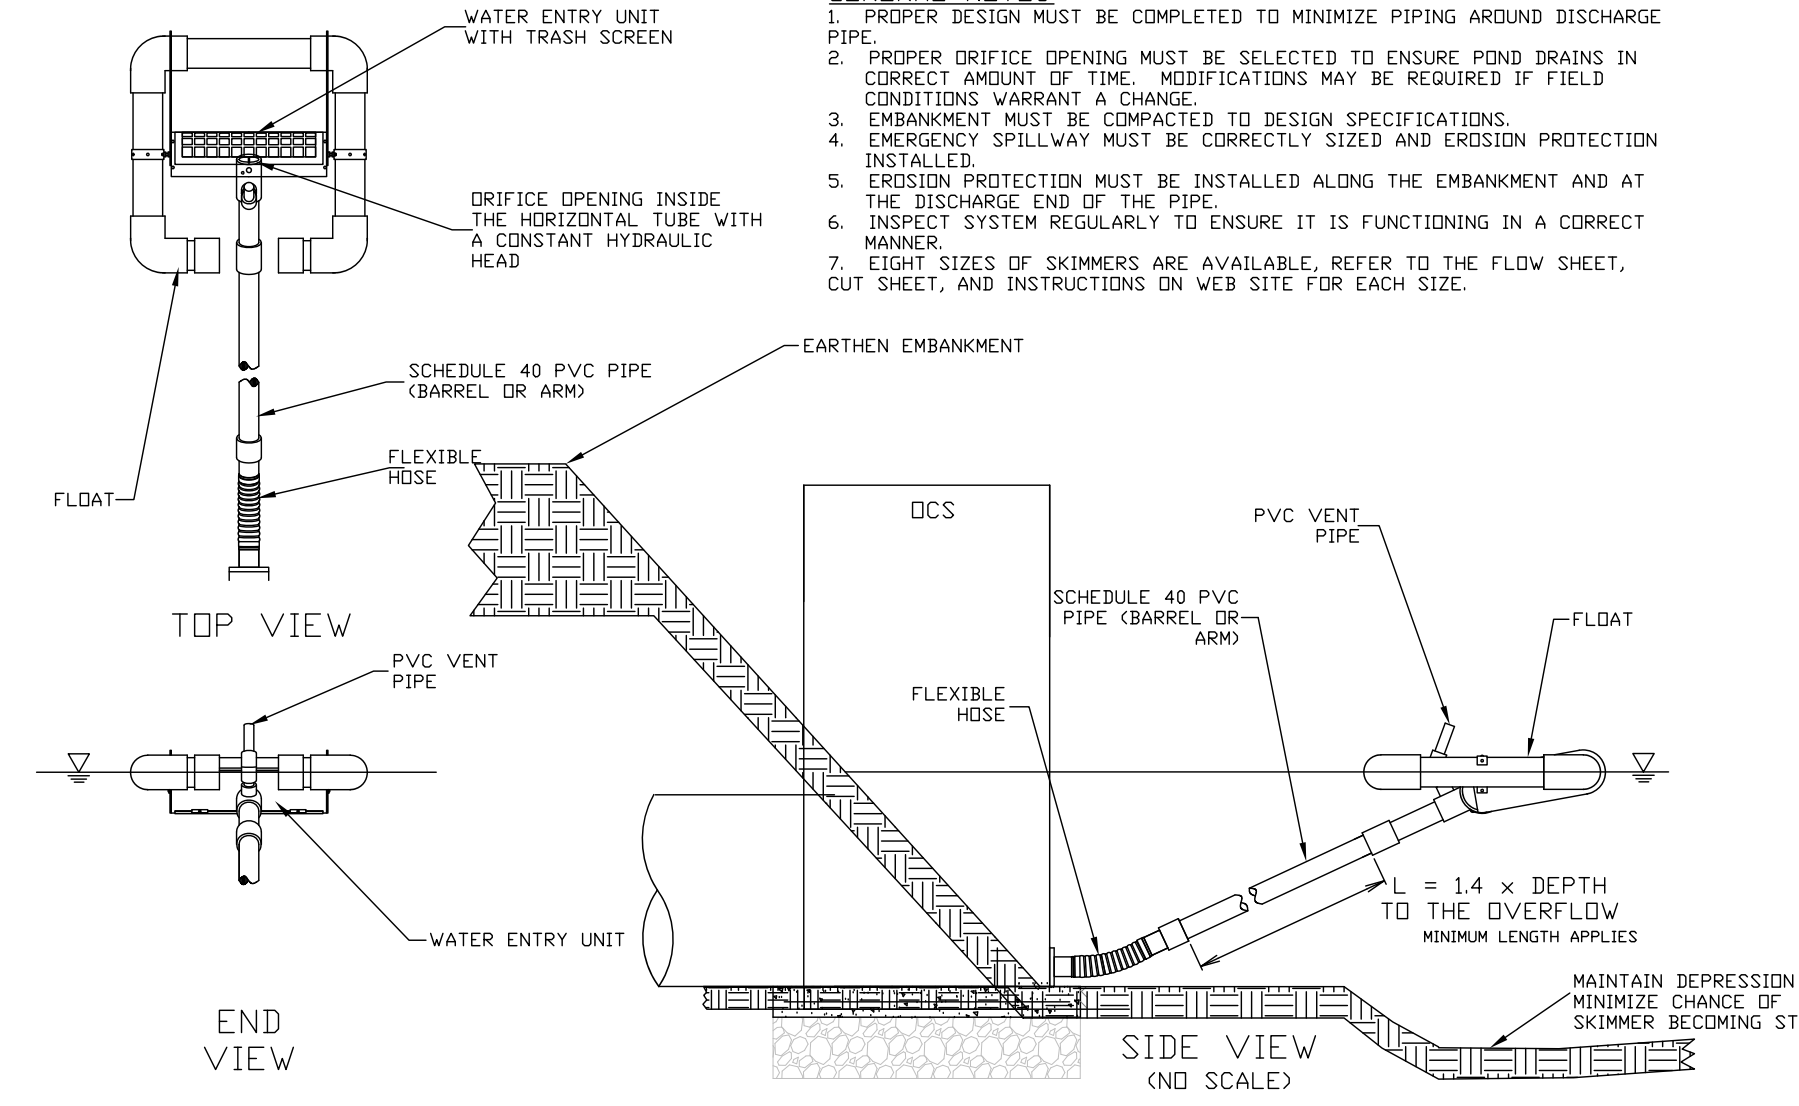 WATER ENTRY UNIT
WITH TRASH SCREEN
1. PROPER DESIGN MUST BE COMPLETED TO MINIMIZE PIPING AROUND DISCHARGE
PIPE.
2. PROPER ORIFICE OPENING MUST BE SELECTED TO ENSURE POND DRAINS IN
CORRECT AMOUNT OF TIME. MODIFICATIONS MAY BE REQUIRED IF FIELD
CONDITIONS WARRANT A CHANGE.
3. EMBANKMENT MUST BE COMPACTED TO DESIGN SPECIFICATIONS.
4. EMERGENCY SPILLWAY MUST BE CORRECTLY SIZED AND EROSION PROTECTION
INSTALLED.
5. EROSION PROTECTION MUST BE INSTALLED ALONG THE EMBANKMENT AND AT
THE DISCHARGE END OF THE PIPE.
6. INSPECT SYSTEM REGULARLY TO ENSURE IT IS FUNCTIONING IN A CORRECT
MANNER.
7. EIGHT SIZES OF SKIMMERS ARE AVAILABLE, REFER TO THE FLOW SHEET,
CUT SHEET, AND INSTRUCTIONS ON WEB SITE FOR EACH SIZE.
ORIFICE OPENING INSIDE
THE HORIZONTAL TUBE WITH
A CONSTANT HYDRAULIC
HEAD
EARTHEN EMBANKMENT
SCHEDULE 40 PVC PIPE
(BARREL OR ARM)
FLEXIBLE
HOSE
FLOAT
TOP VIEW
OCS
PVC VENT
PIPE
SCHEDULE 40 PVC
PIPE (BARREL OR
ARM)
FLOAT
PVC VENT
PIPE
FLEXIBLE
HOSE
L = 1.4 x DEPTH
TO THE OVERFLOW
MINIMUM LENGTH APPLIES
WATER ENTRY UNIT
MAINTAIN DEPRESSION
MINIMIZE CHANCE OF
SKIMMER BECOMING ST
END
VIEW
SIDE VIEW
(NO SCALE)